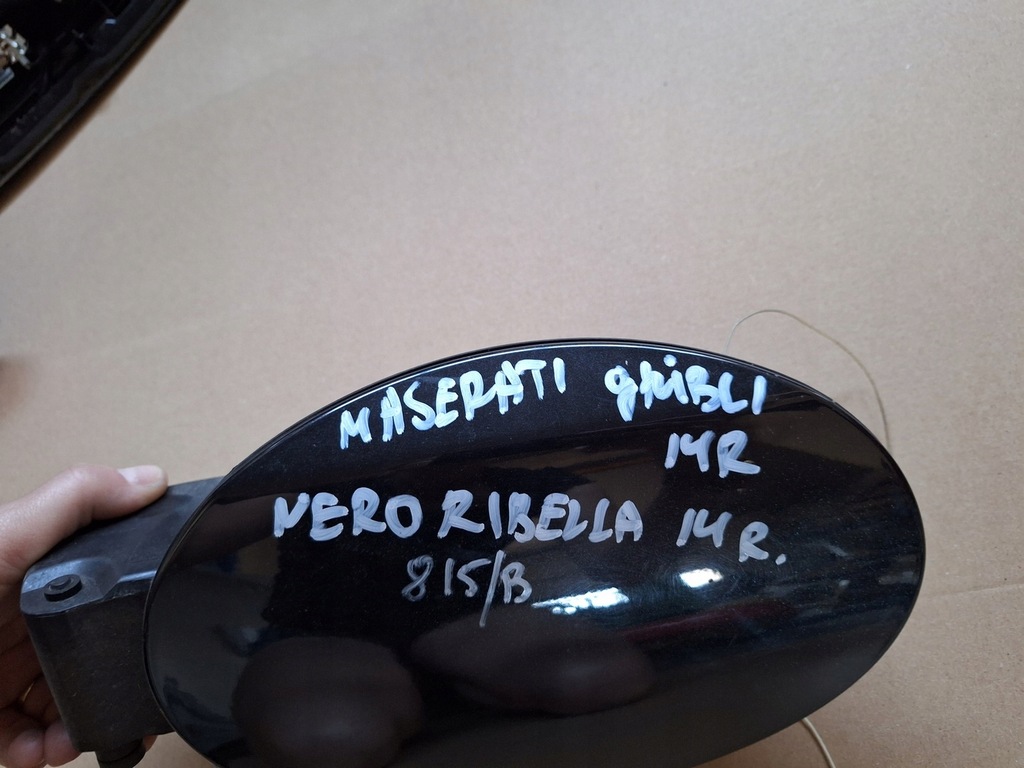 MASERATI GHIBLI
14R
NERO RIBELLA 14R.
815/B